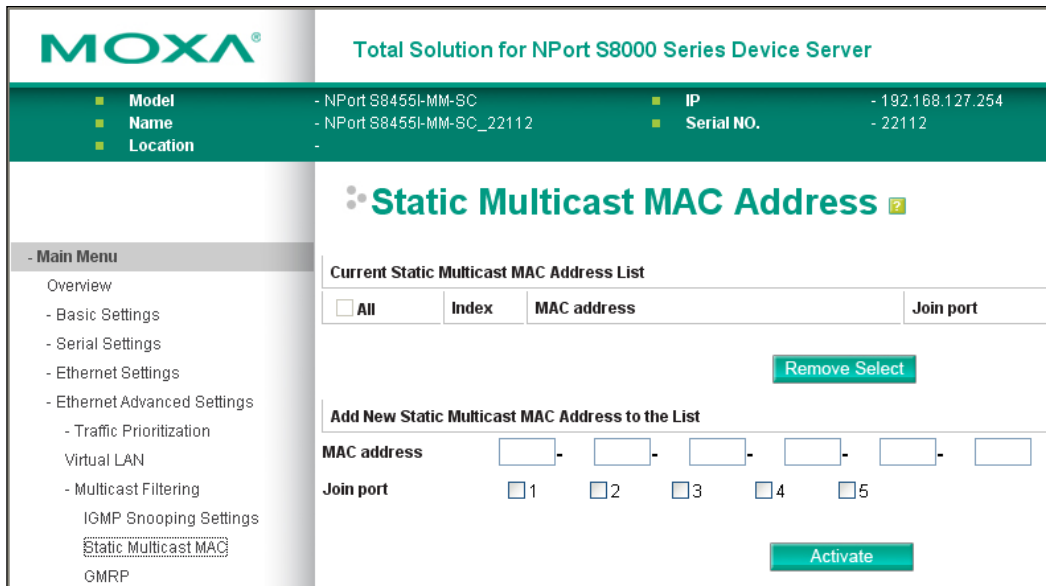 MOXA®
Total Solution for NPort S8000 Series Device Server
Model - NPort S8455I-MM-SC IP - 192.168.127.254
Name - NPort S8455I-MM-SC_22112 Serial NO. - 22112
Location -
Static Multicast MAC Address ?
- Main Menu
Overview
- Basic Settings
- Serial Settings
- Ethernet Settings
- Ethernet Advanced Settings
- Traffic Prioritization
Virtual LAN
- Multicast Filtering
IGMP Snooping Settings
Static Multicast MAC
GMRP
Current Static Multicast MAC Address List
All Index MAC address Join port
Remove Select
Add New Static Multicast MAC Address to the List
MAC address - - - - -
Join port 1 2 3 4 5
Activate